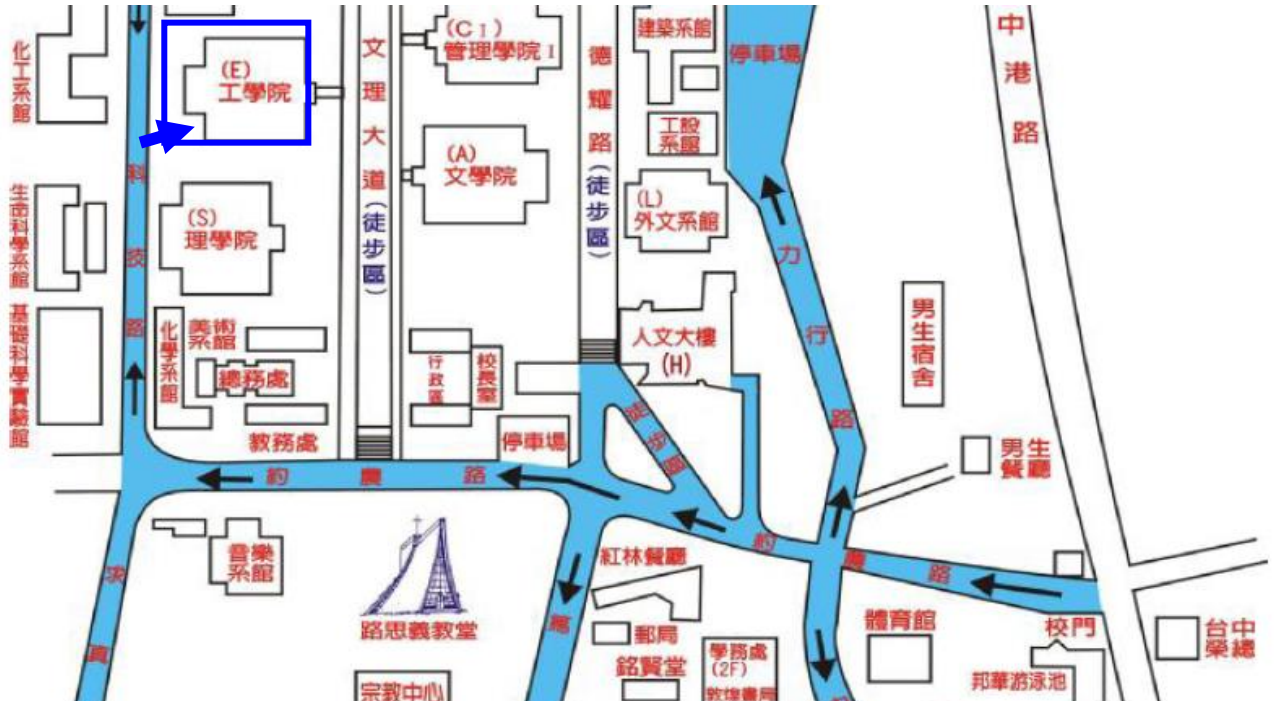 化工系館
(E)
工學院
文理大道(徒步區)
(C I)
管理學院 I
德耀路(徒步區)
建築系館
停車場
中港路
工設
系館
(A)
文學院
科技路
生命科學系館
(S)
理學院
(L)
外文系館
力行路
基礎科學實驗館
化學系館
美術
系館
總務處
教務處
行政區
校長室
停車場
人文大樓
(H)
徒步區
男生宿舍
男生
餐廳
約農路
約農路
音樂
系館
求真
路思義教堂
宗教中心
篤
紅林餐廳
郵局
銘賢堂
學務處
(2F)
敦煌書局
體育館
校門
邦華游泳池
台中
榮總